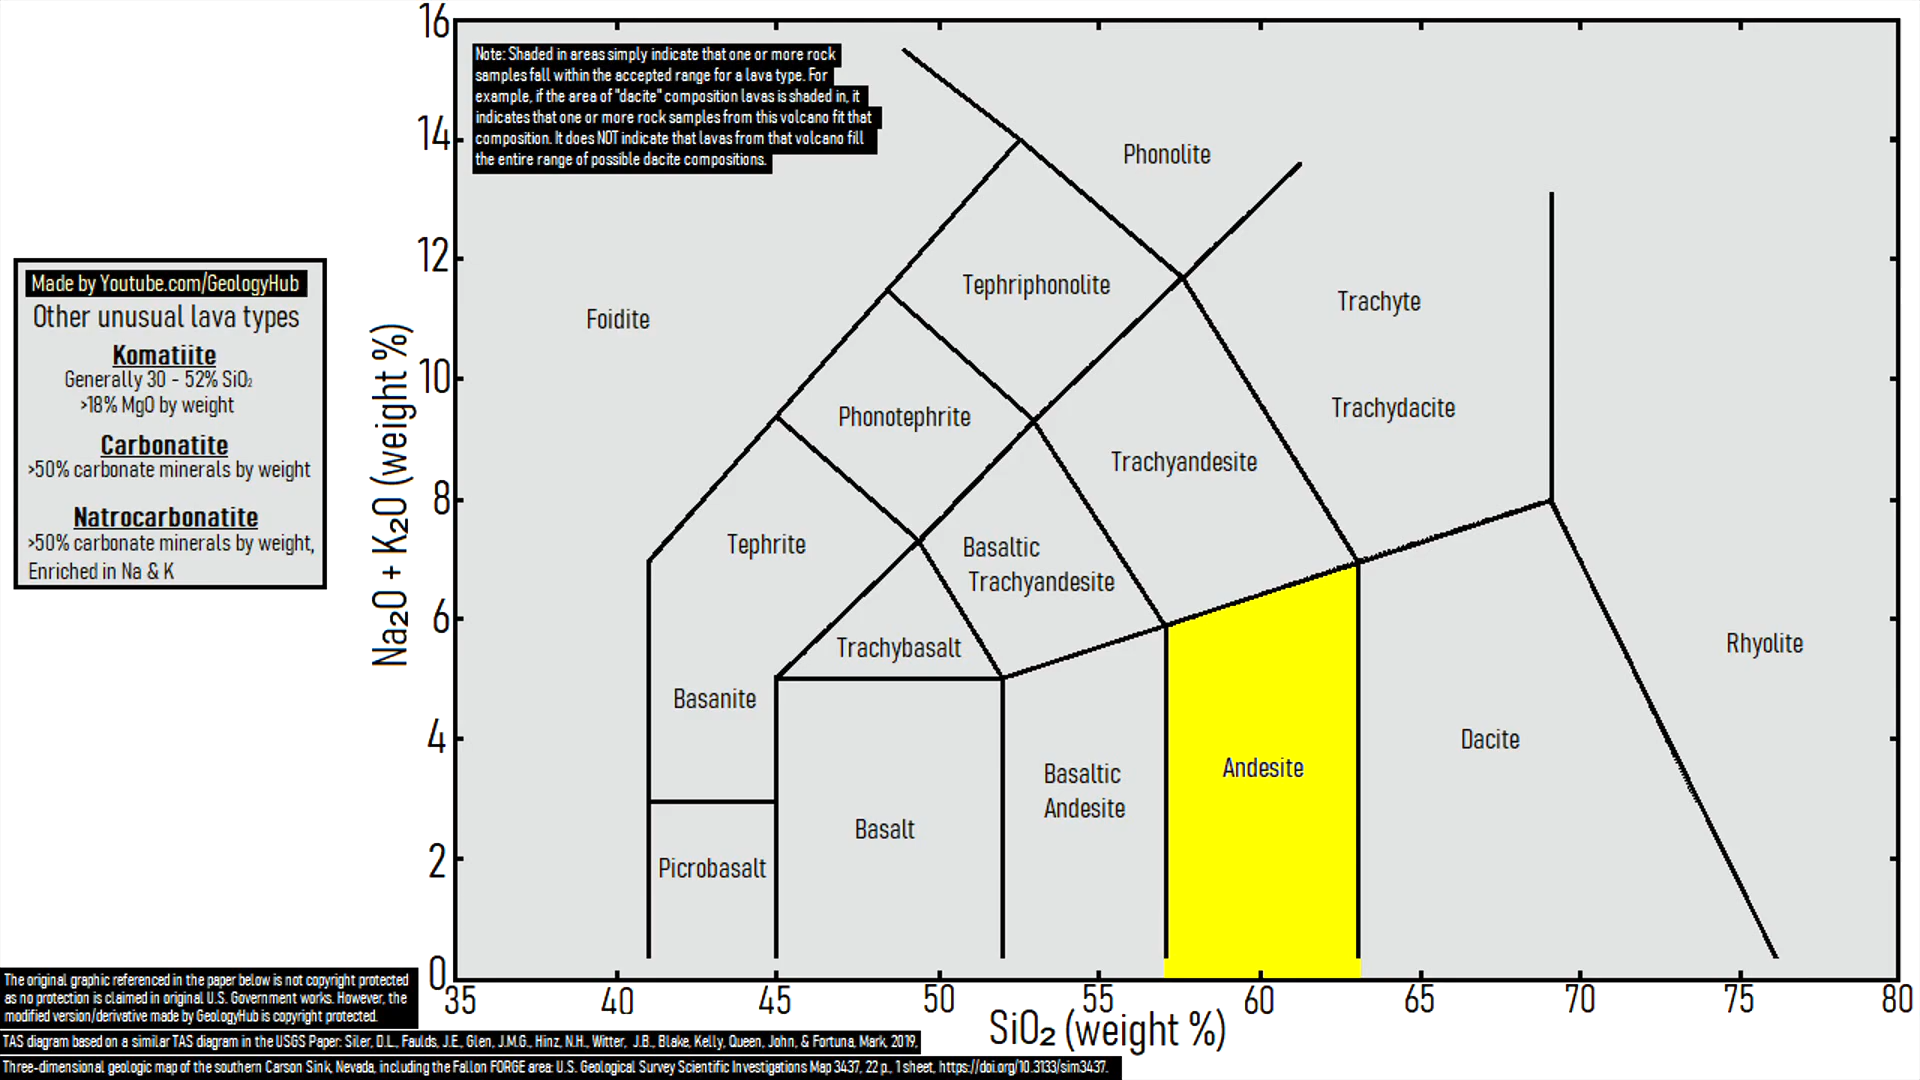 16
Note: Shaded in areas simply indicate that one or more rock
samples fall within the accepted range for a lava type. For
example, if the area of "dacite" composition lavas is shaded in, it
indicates that one or more rock samples from this volcano fit that
composition. It does NOT indicate that lavas from that volcano fill
the entire range of possible dacite compositions.
14
Phonolite
12
Tephriphonolite
Trachyte
Foidite
10
Phonotephrite
Trachydacite
Trachyandesite
8
Tephrite
Basaltic
Trachyandesite
6
Trachybasalt
Rhyolite
Basanite
4
Dacite
Andesite
Basaltic
Andesite
Basalt
2
Picrobasalt
0
Na₂O + K₂O (weight %)
35 40 45 50 55 60 65 70 75 80
SiO₂ (weight %)
Made by Youtube.com/GeologyHub
Other unusual lava types
Komatiite
Generally 30 - 52% SiO₂
>18% MgO by weight
Carbonatite
>50% carbonate minerals by weight
Natrocarbonatite
>50% carbonate minerals by weight,
Enriched in Na & K
The original graphic referenced in the paper below is not copyright protected
as no protection is claimed in original U.S. Government works. However, the
modified version/derivative made by GeologyHub is copyright protected.
TAS diagram based on a similar TAS diagram in the USGS Paper: Siler, D.L., Faulds, J.E., Glen, J.M.G., Hinz, N.H., Witter, J.B., Blake, Kelly, Queen, John, & Fortuna, Mark, 2019,
Three-dimensional geologic map of the southern Carson Sink, Nevada, including the Fallon FORGE area: U.S. Geological Survey Scientific Investigations Map 3437, 22 p., 1 sheet, https://doi.org/10.3133/sim3437.